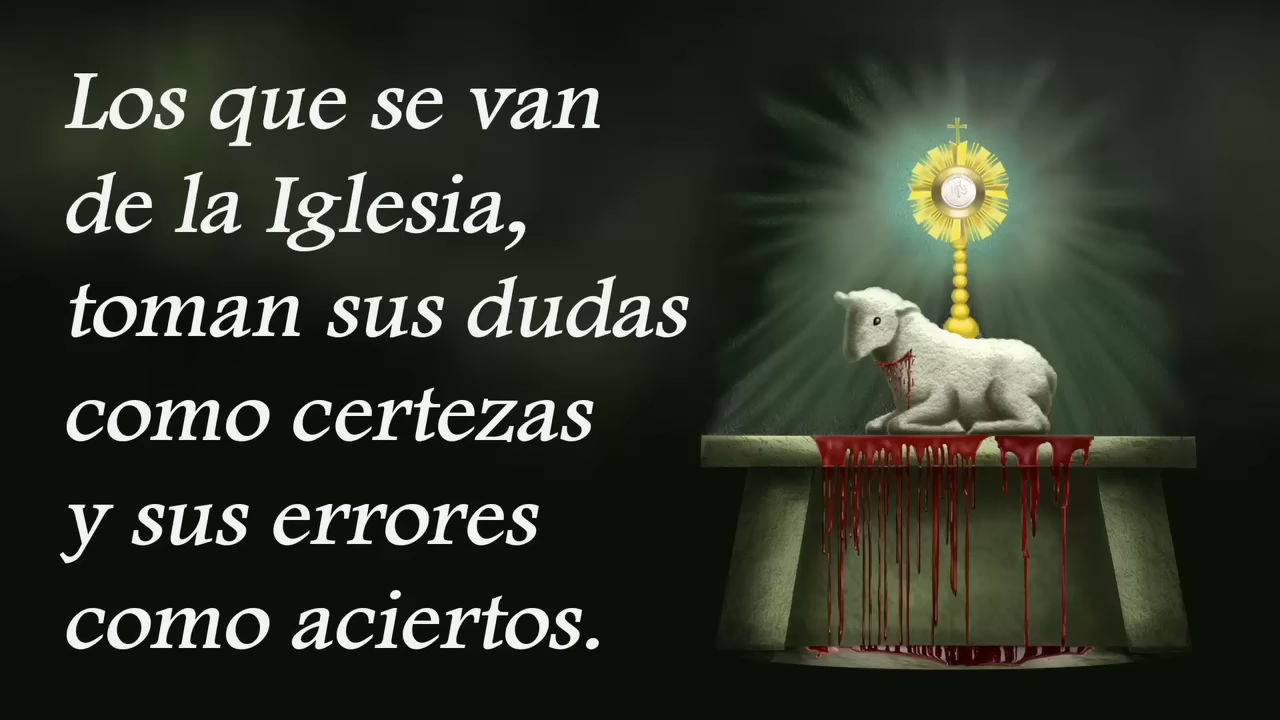 Los que se van
de la Iglesia,
toman sus dudas
como certezas
y sus errores
como aciertos.